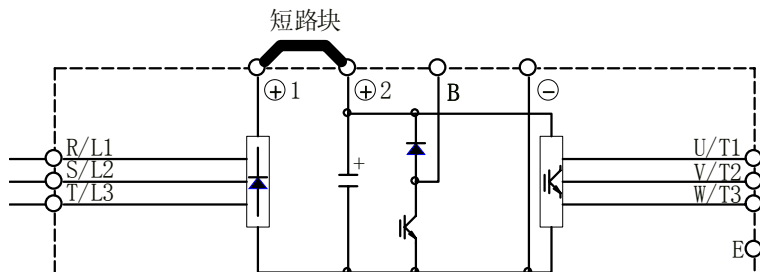 短路块
⊕1
⊕2
B
⊖
R/L1
S/L2
T/L3
+
U/T1
V/T2
W/T3
E